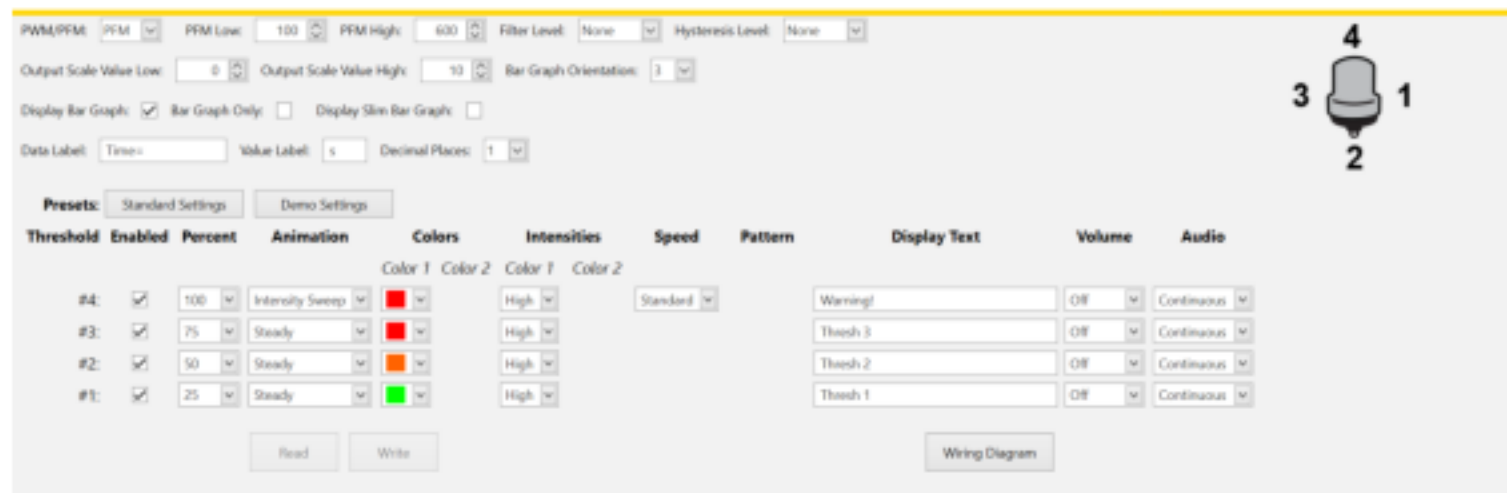 PWM/PFM: PFM PFM Low: 100 PFM High: 600 Filter Level: None Hysteresis Level: None
Output Scale Value Low: 0 Output Scale Value High: 10 Bar Graph Orientation: 3
Display Bar Graph: Bar Graph Only: Display Slim Bar Graph:
Data Label: Time= Value Label: s Decimal Places: 1
4
3 1
2
Presets: Standard Settings Demo Settings
Threshold Enabled Percent Animation Colors Intensities Speed Pattern Display Text Volume Audio
Color 1 Color 2 Color 1 Color 2
#4: 100 Intensity Sweep High Standard Warning! Off Continuous
#3: 75 Steady High Thresh 3 Off Continuous
#2: 50 Steady High Thresh 2 Off Continuous
#1: 25 Steady High Thresh 1 Off Continuous
Read Write Wiring Diagram